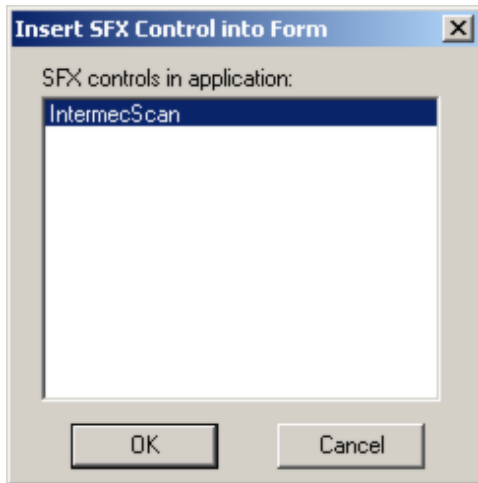 Insert SFX Control into Form
SFX controls in application:
IntermecScan
OK
Cancel